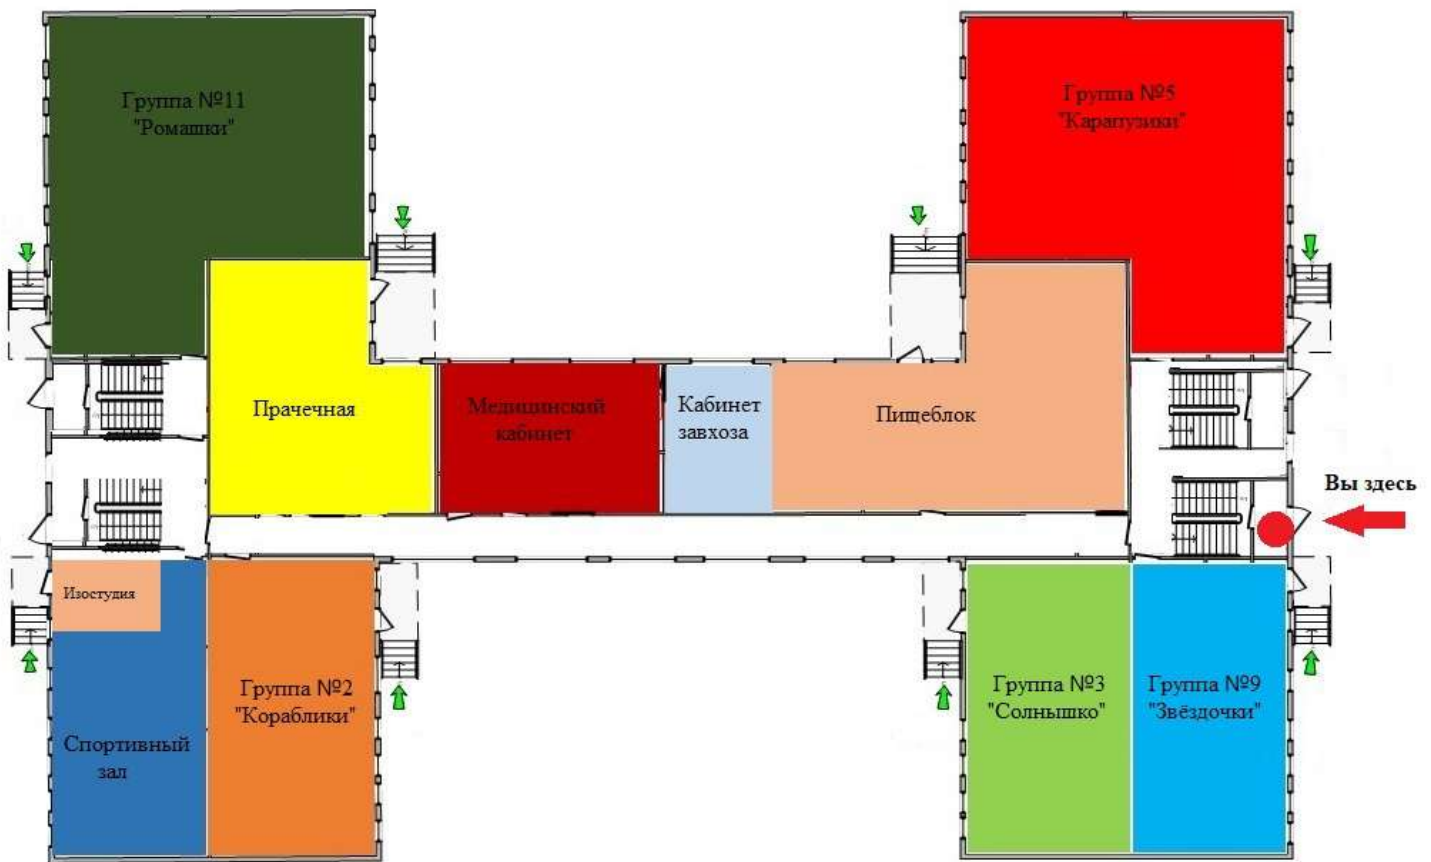 Группа №11
"Ромашки"
Группа №5
"Карапузики"
Прачечная
Медицинский
кабинет
Кабинет
завхоза
Пищеблок
Вы здесь
Изостудия
Группа №2
"Кораблики"
Спортивный
зал
Группа №3
"Солнышко"
Группа №9
"Звёздочки"